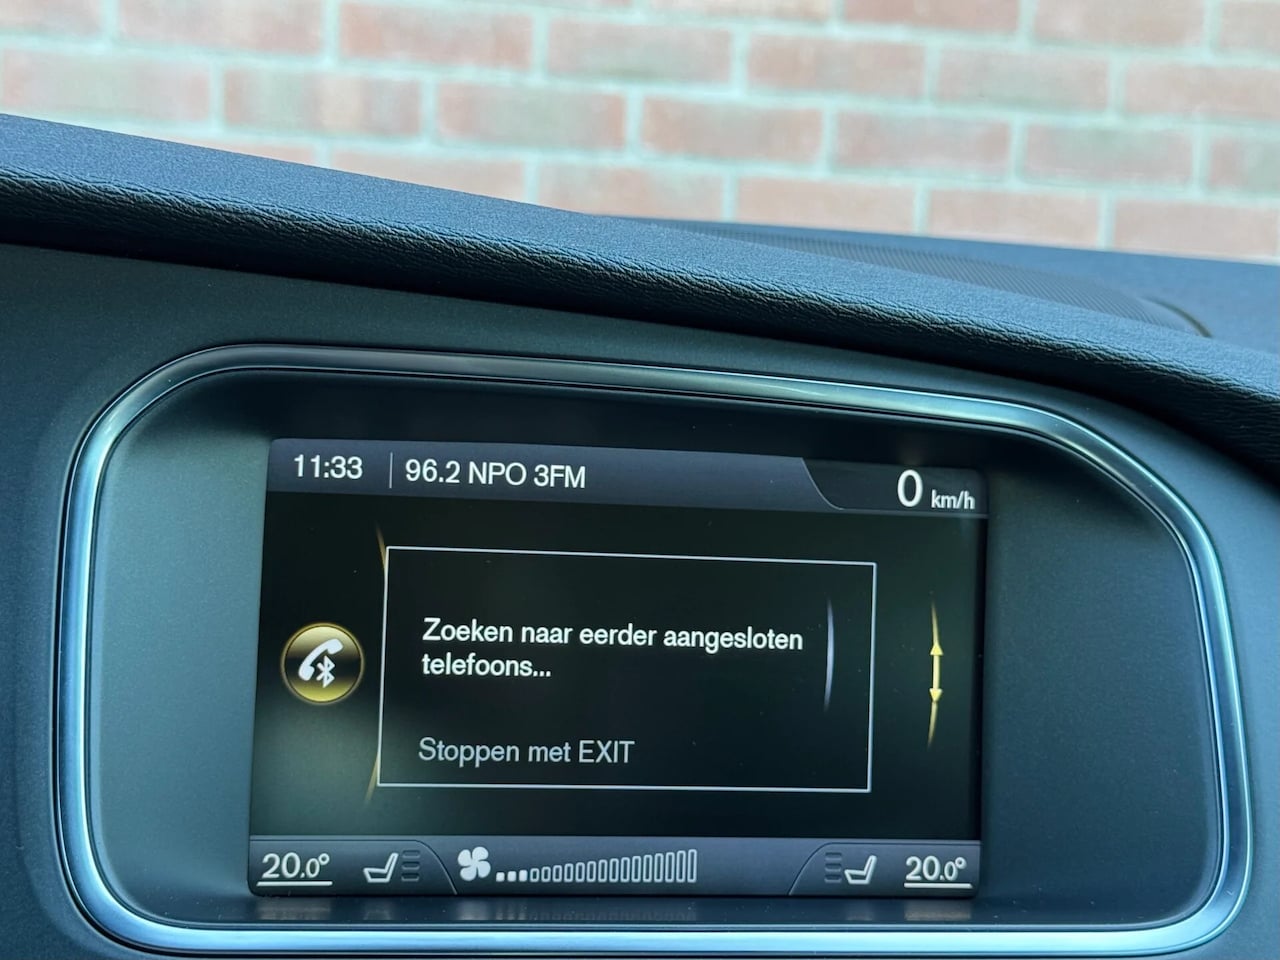 11:33 96.2 NPO 3FM 0 km/h
Zoeken naar eerder aangesloten
telefoons...
Stoppen met EXIT
20.0° 20.0°